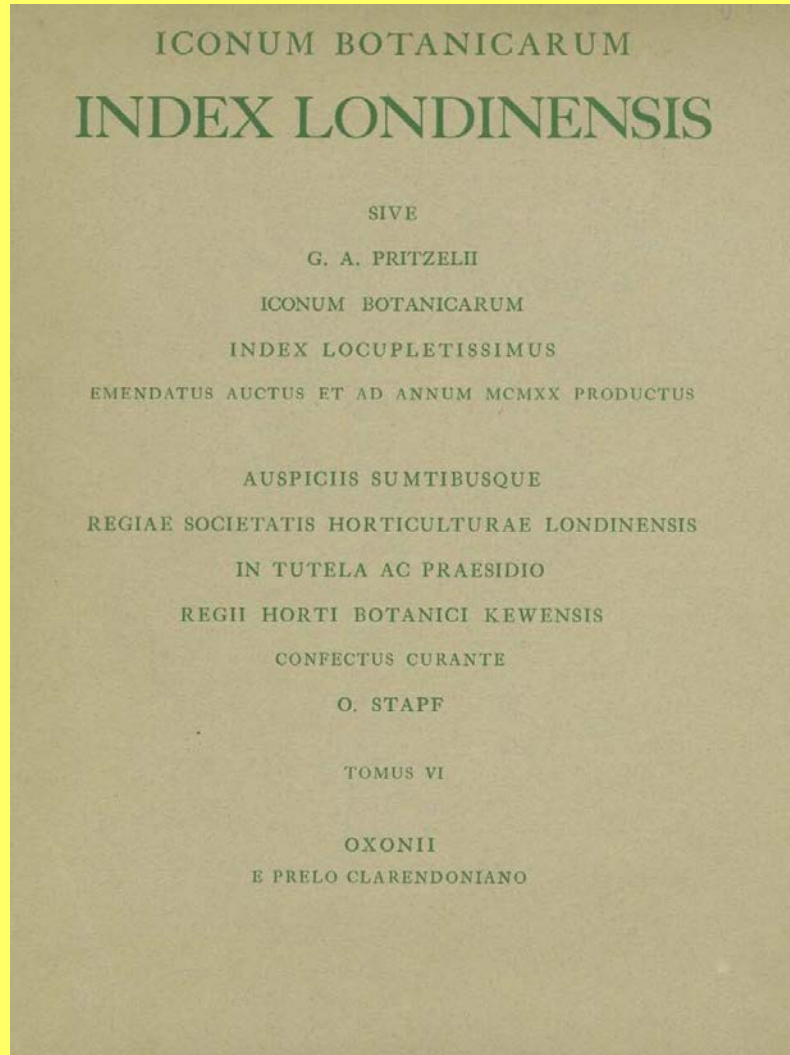 ICONUM BOTANICARUM
INDEX LONDINENSIS
SIVE
G. A. PRITZELII
ICONUM BOTANICARUM
INDEX LOCUPLETISSIMUS
EMENDATUS AUCTUS ET AD ANNUM MCMXX PRODUCTUS
AUSPICIIS SUMTIBUSQUE
REGIAE SOCIETATIS HORTICULTURAE LONDINENSIS
IN TUTELA AC PRAESIDIO
REGII HORTI BOTANICI KEWENSIS
CONFECTUS CURANTE
O. STAPF
TOMUS VI
OXONII
E PRELO CLARENDONIANO